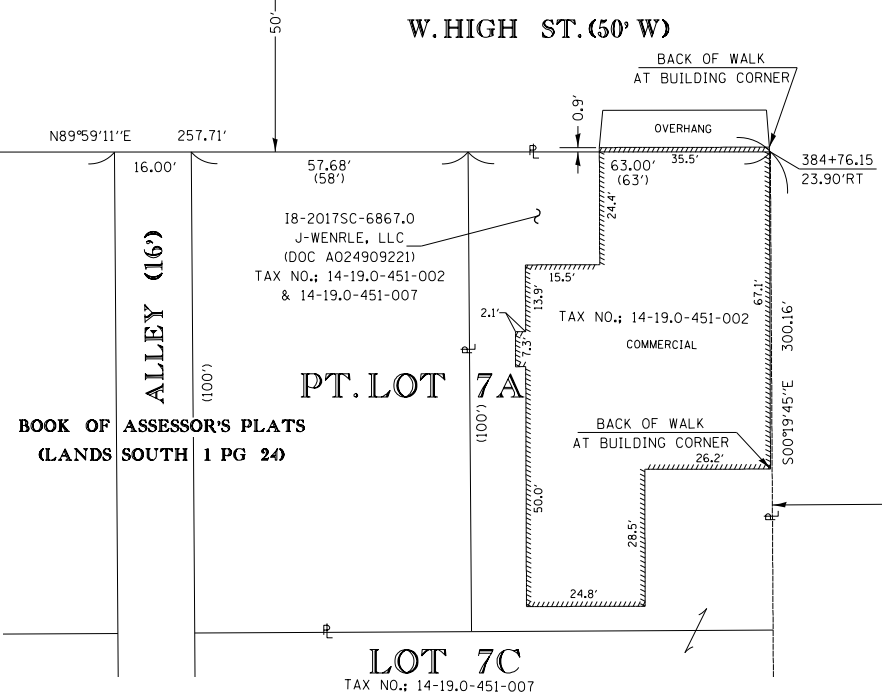 50'
W. HIGH ST. (50' W)
BACK OF WALK
AT BUILDING CORNER
0.9'
OVERHANG
N89°59'11"E 257.71'
16.00'
57.68'
(58')
PL
63.00'
(63')
35.5'
384+76.15
23.90'RT
24.4'
I8-2017SC-6867.0
J-WENRLE, LLC
(DOC A024909221)
TAX NO.; 14-19.0-451-002
& 14-19.0-451-007
ALLEY (16')
15.5'
13.9'
2.1'
7.3'
67.1'
TAX NO.; 14-19.0-451-002
COMMERCIAL
S00°19'45"E 300.16'
PL
(100')
PT. LOT 7A
(100')
BOOK OF ASSESSOR'S PLATS
(LANDS SOUTH 1 PG 24)
BACK OF WALK
AT BUILDING CORNER
26.2'
50.0'
28.5'
PL
24.8'
PL
LOT 7C
TAX NO.; 14-19.0-451-007